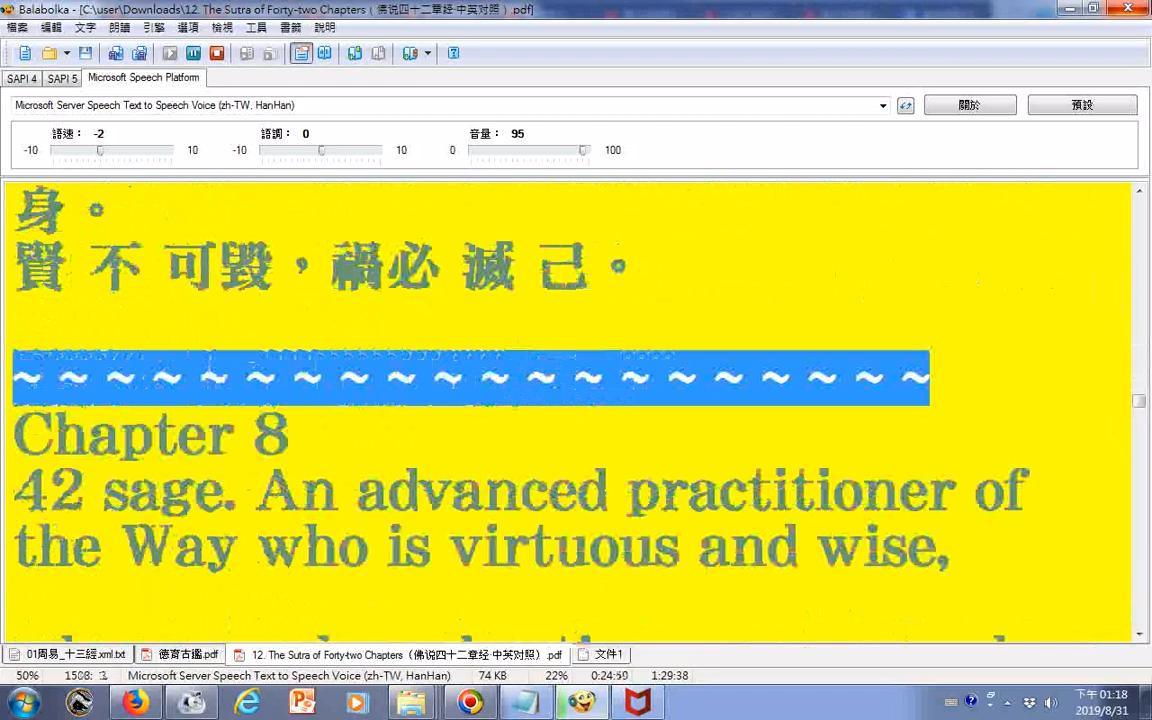 Balabolka - [C:\user\Downloads\12. The Sutra of Forty-two Chapters（佛说四十二章经·中英对照）.pdf]
檔案 編輯 文字 朗讀 引擎 選項 檢視 工具 書籤 說明
SAPI 4 SAPI 5 Microsoft Speech Platform
Microsoft Server Speech Text to Speech Voice (zh-TW, HanHan) 關於 預設
語速： -2 語調： 0 音量： 95
-10 10 -10 10 0 100
身。
賢 不 可毀，禍必 滅 己。
~ ~ ~ ~ ~ ~ ~ ~ ~ ~ ~ ~ ~ ~ ~ ~ ~ ~ ~ ~
Chapter 8
42 sage. An advanced practitioner of
the Way who is virtuous and wise,
01周易_十三經.xml.txt 德育古鑑.pdf 12. The Sutra of Forty-two Chapters（佛说四十二章经·中英对照）.pdf 文件1
50% Microsoft Server Speech Text to Speech Voice (zh-TW, HanHan) 74 KB 22% 0:24:59 1:29:38
下午 01:18
2019/8/31